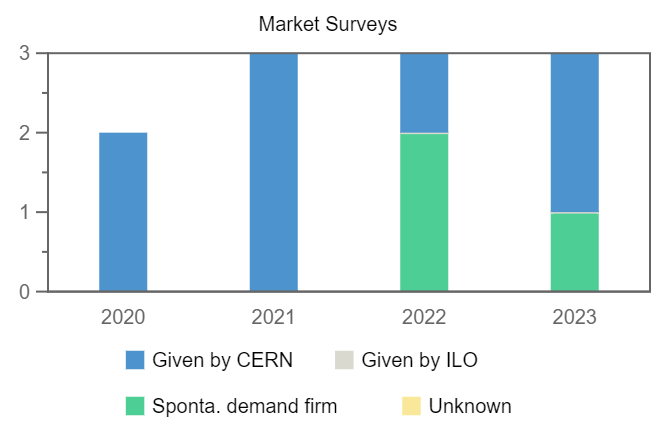 Market Surveys
3
2
1
0
2020 2021 2022 2023
Given by CERN Given by ILO
Sponta. demand firm Unknown